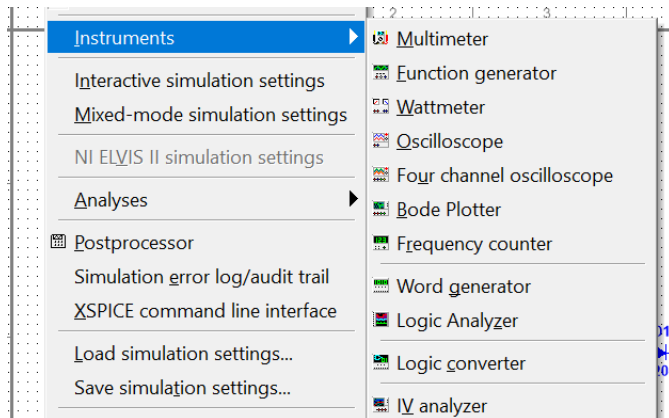 2
3
Instruments
Interactive simulation settings
Mixed-mode simulation settings
NI ELVIS II simulation settings
Analyses
Postprocessor
Simulation error log/audit trail
XSPICE command line interface
Load simulation settings...
Save simulation settings...
Multimeter
Function generator
Wattmeter
Oscilloscope
Four channel oscilloscope
Bode Plotter
Frequency counter
Word generator
Logic Analyzer
Logic converter
IV analyzer